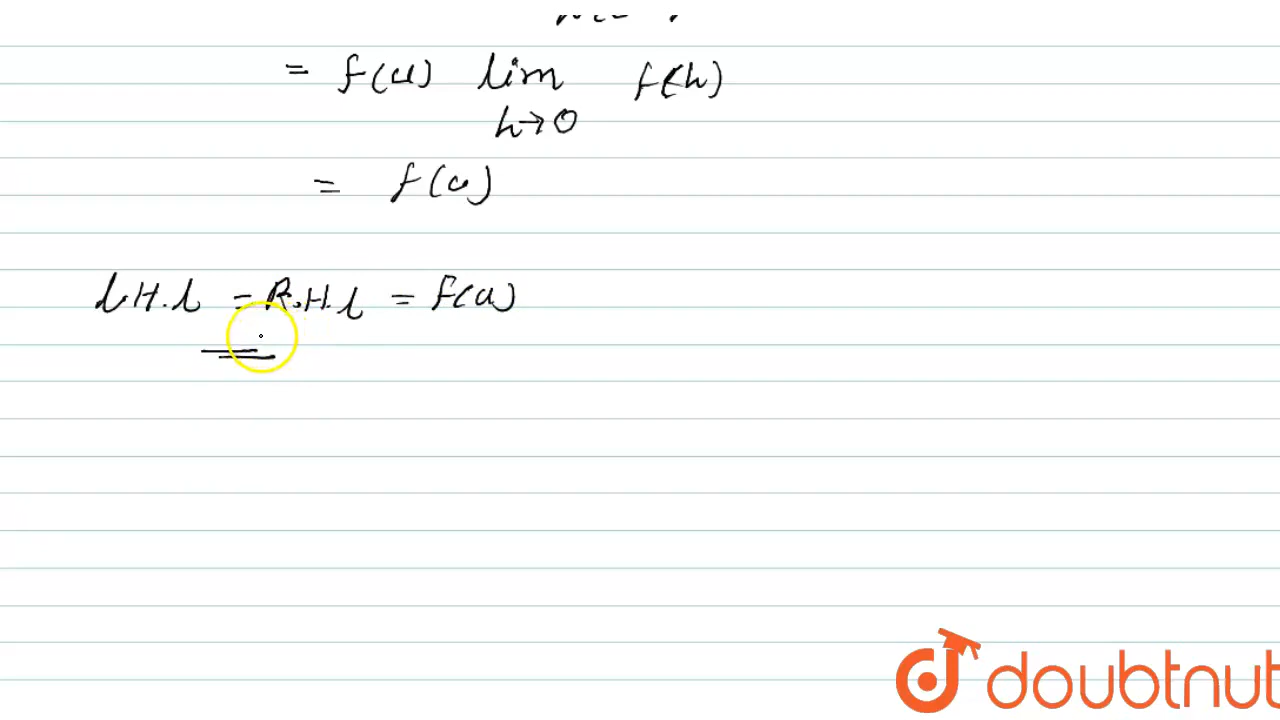 = f(a) lim f(h)
h→0
= f(a)
L.H.L = R.H.L = f(a)
doubtnut